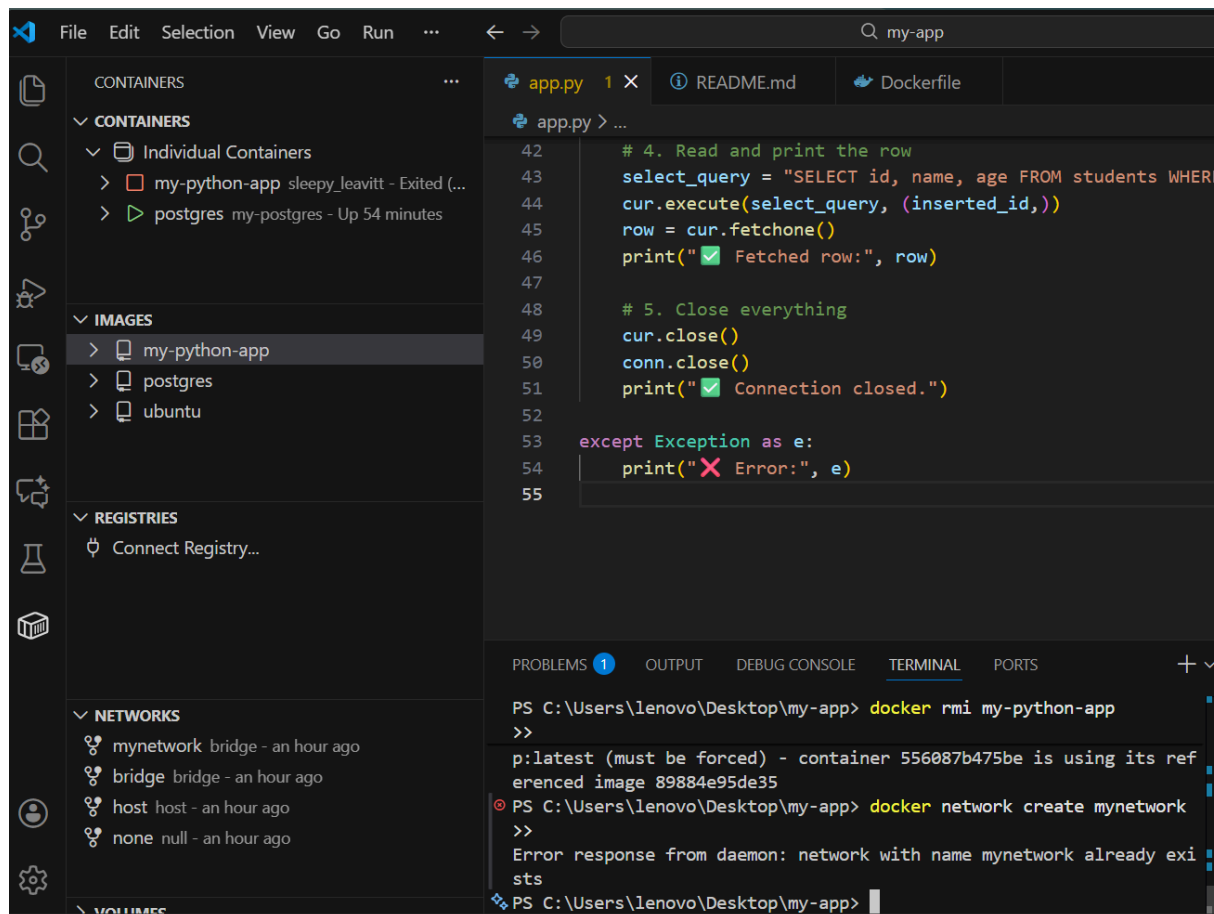 File Edit Selection View Go Run ··· my-app
CONTAINERS ···
CONTAINERS
Individual Containers
my-python-app sleepy_leavitt - Exited (...
postgres my-postgres - Up 54 minutes
IMAGES
my-python-app
postgres
ubuntu
REGISTRIES
Connect Registry...
NETWORKS
mynetwork bridge - an hour ago
bridge bridge - an hour ago
host host - an hour ago
none null - an hour ago
app.py 1 README.md Dockerfile
app.py > ...
42 # 4. Read and print the row
43 select_query = "SELECT id, name, age FROM students WHER
44 cur.execute(select_query, (inserted_id,))
45 row = cur.fetchone()
46 print("✅ Fetched row:", row)
47
48 # 5. Close everything
49 cur.close()
50 conn.close()
51 print("✅ Connection closed.")
52
53 except Exception as e:
54 print("❌ Error:", e)
55
PROBLEMS 1 OUTPUT DEBUG CONSOLE TERMINAL PORTS
PS C:\Users\lenovo\Desktop\my-app> docker rmi my-python-app
>>
p:latest (must be forced) - container 556087b475be is using its ref
erenced image 89884e95de35
PS C:\Users\lenovo\Desktop\my-app> docker network create mynetwork
>>
Error response from daemon: network with name mynetwork already exi
sts
PS C:\Users\lenovo\Desktop\my-app>